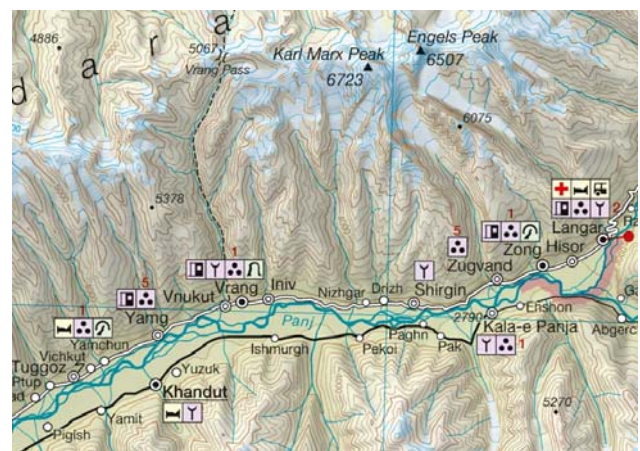 4886
a
r
a
d
5067
Vrang Pass
Karl Marx Peak
6723
Engels Peak
6507
6075
5378
2
Langar
Hisor
1
Zong
5
Zugvand
Shirgin
Drizh
Nizhgar
1
Vrang
Iniv
Vnukut
5
Yamg
1
Yamchun
Vichkut
Tuggoz
Ptup
Panj
2790
Enshon
Kala-e Panja
1
Abgerc
Paghn
Pak
Pekoi
Ishmurgh
Yuzuk
Khandut
Yamit
Pigish
5270